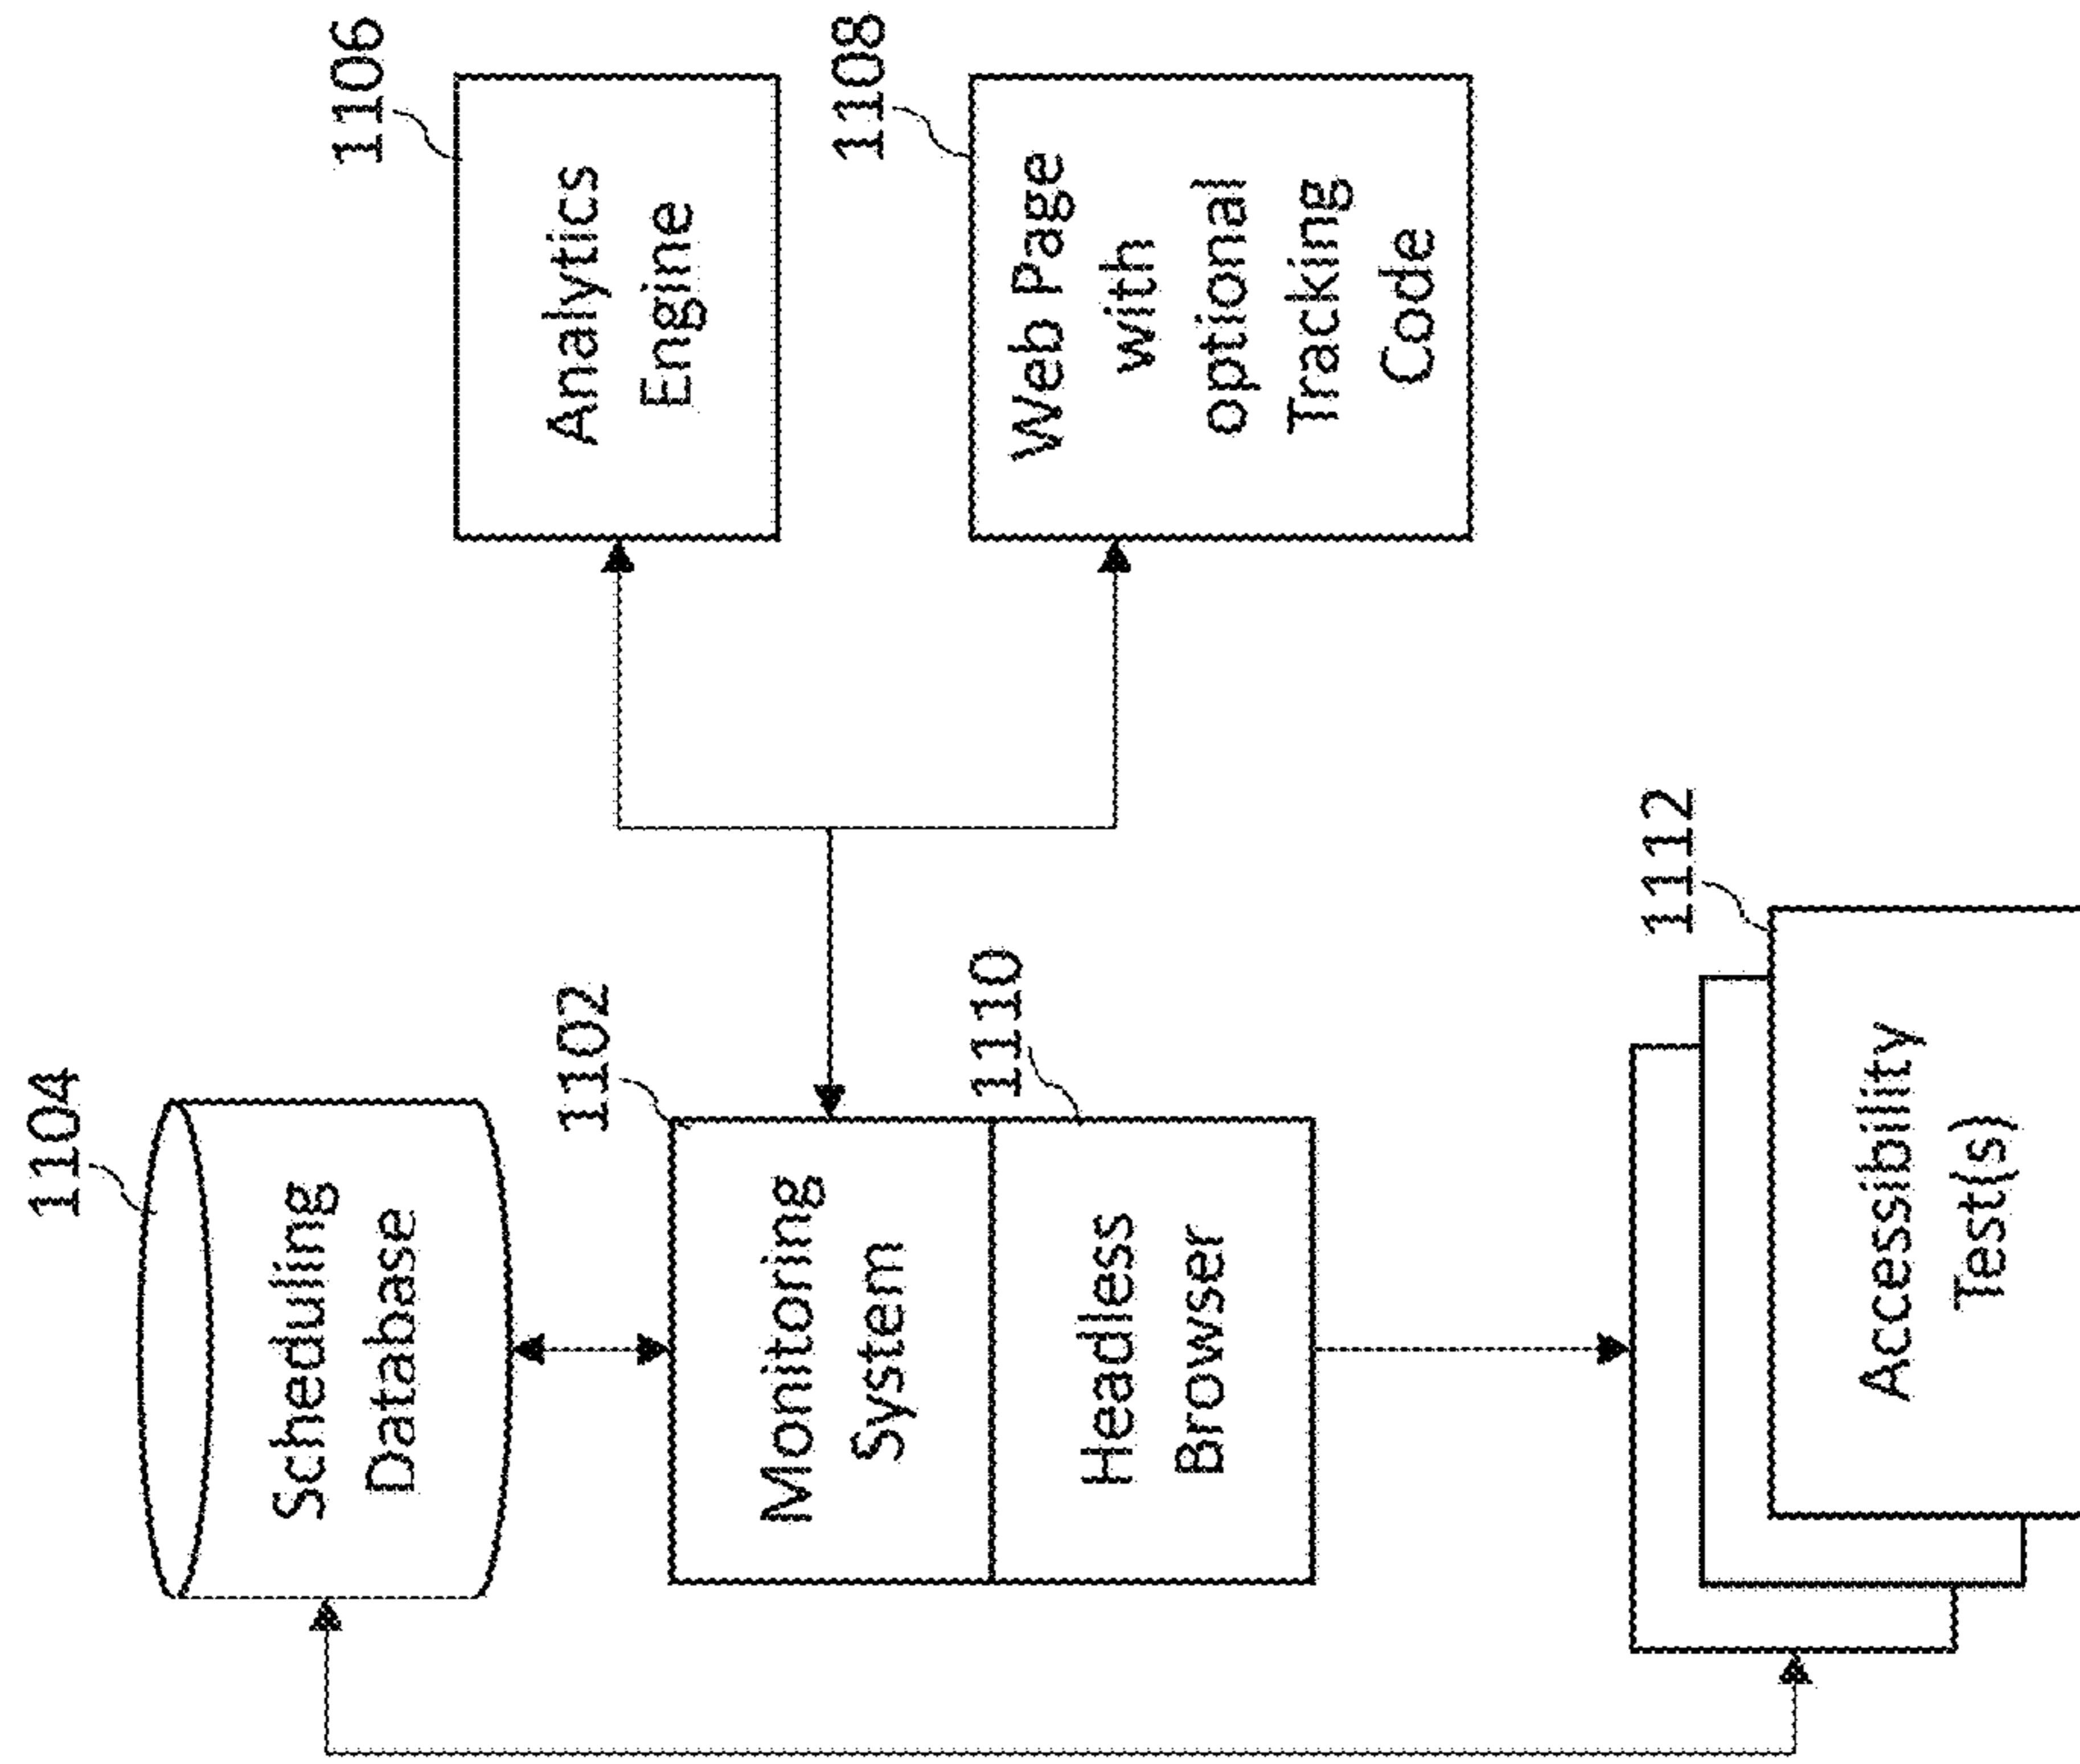 1104
Scheduling
Database
1102
Monitoring
System
1110
Headless
Browser
1106
Analytics
Engine
1108
Web Page
with
optional
Tracking
Code
1112
Accessibility
Test(s)